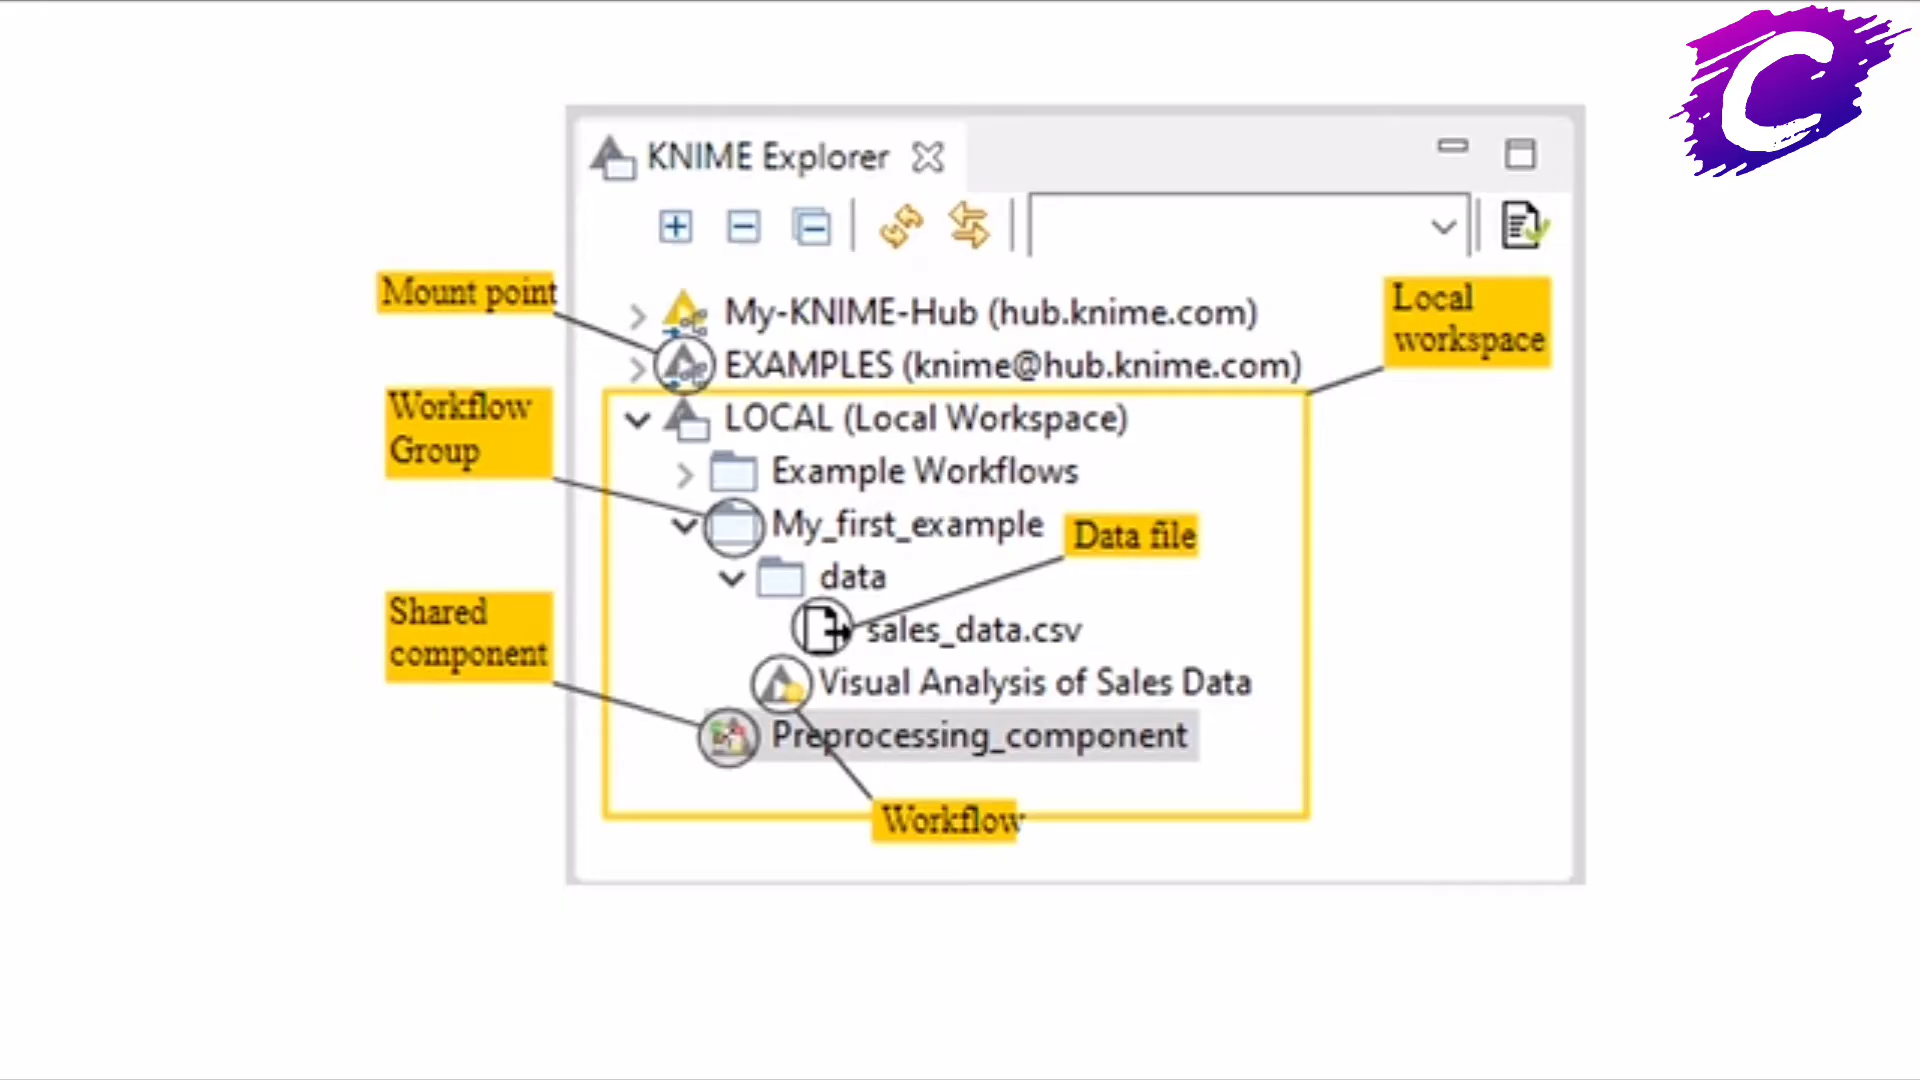 C
KNIME Explorer
Mount point
My-KNIME-Hub (hub.knime.com)
Local
workspace
EXAMPLES (knime@hub.knime.com)
Workflow
Group
LOCAL (Local Workspace)
Example Workflows
My_first_example
Data file
data
Shared
component
sales_data.csv
Visual Analysis of Sales Data
Preprocessing_component
Workflow